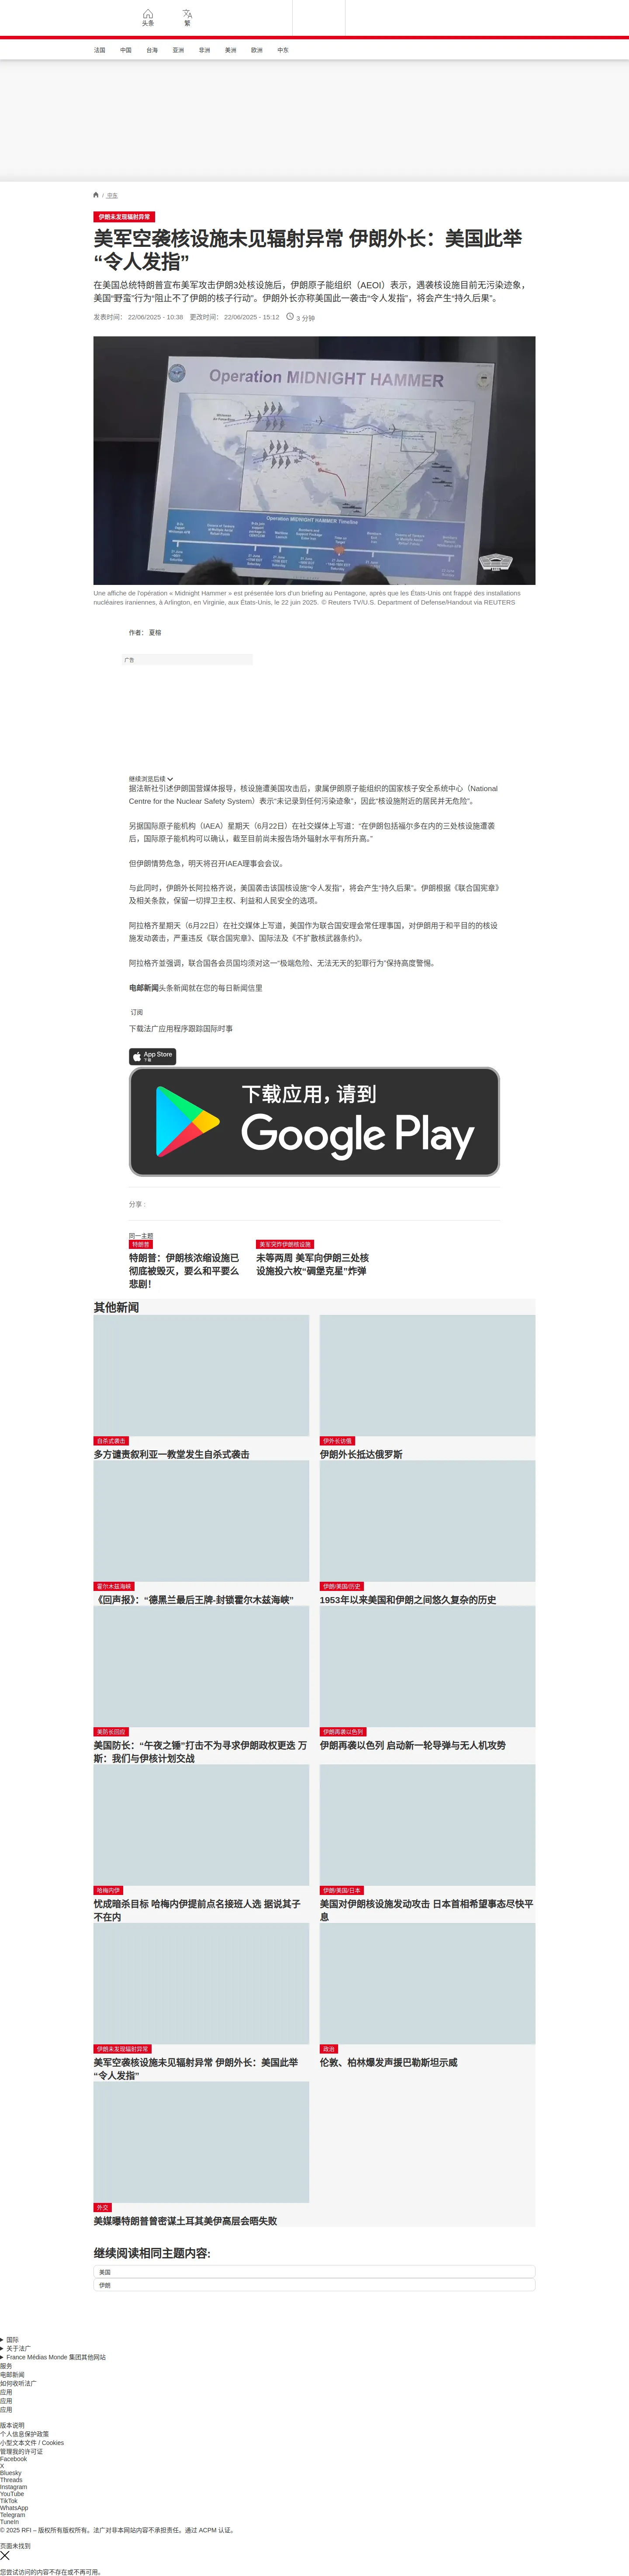 头条
繁
法国
中国
台海
亚洲
非洲
美洲
欧洲
中东
/ 中东
伊朗未发现辐射异常
美军空袭核设施未见辐射异常 伊朗外长：美国此举
“令人发指”
在美国总统特朗普宣布美军攻击伊朗3处核设施后，伊朗原子能组织（AEOI）表示，遇袭核设施目前无污染迹象，
美国“野蛮”行为“阻止不了伊朗的核子行动”。伊朗外长亦称美国此一袭击“令人发指”，将会产生“持久后果”。
发表时间： 22/06/2025 - 10:38 更改时间： 22/06/2025 - 15:12 3 分钟
Operation MIDNIGHT HAMMER
Operation MIDNIGHT HAMMER Timeline
Une affiche de l'opération « Midnight Hammer » est présentée lors d'un briefing au Pentagone, après que les États-Unis ont frappé des installations
nucléaires iraniennes, à Arlington, en Virginie, aux États-Unis, le 22 juin 2025. © Reuters TV/U.S. Department of Defense/Handout via REUTERS
作者： 夏榕
广告
继续浏览后续
据法新社引述伊朗国营媒体报导，核设施遭美国攻击后，隶属伊朗原子能组织的国家核子安全系统中心（National
Centre for the Nuclear Safety System）表示“未记录到任何污染迹象”，因此“核设施附近的居民并无危险”。
另据国际原子能机构（IAEA）星期天（6月22日）在社交媒体上写道：“在伊朗包括福尔多在内的三处核设施遭袭
后，国际原子能机构可以确认，截至目前尚未报告场外辐射水平有所升高。”
但伊朗情势危急，明天将召开IAEA理事会会议。
与此同时，伊朗外长阿拉格齐说，美国袭击该国核设施“令人发指”，将会产生“持久后果”。伊朗根据《联合国宪章》
及相关条款，保留一切捍卫主权、利益和人民安全的选项。
阿拉格齐星期天（6月22日）在社交媒体上写道，美国作为联合国安理会常任理事国，对伊朗用于和平目的的核设
施发动袭击，严重违反《联合国宪章》、国际法及《不扩散核武器条约》。
阿拉格齐並强调，联合国各会员国均须对这一“极端危险、无法无天的犯罪行为”保持高度警惕。
电邮新闻头条新闻就在您的每日新闻信里
订阅
下载法广应用程序跟踪国际时事
App Store
下载
下载应用，请到
Google Play
分享 :
同一主题
特朗普
特朗普：伊朗核浓缩设施已
彻底被毁灭，要么和平要么
悲剧！
美军突炸伊朗核设施
未等两周 美军向伊朗三处核
设施投六枚“碉堡克星”炸弹
其他新闻
自杀式袭击
多方谴责叙利亚一教堂发生自杀式袭击
伊外长访俄
伊朗外长抵达俄罗斯
霍尔木兹海峡
《回声报》：“德黑兰最后王牌-封锁霍尔木兹海峡”
伊朗/美国/历史
1953年以来美国和伊朗之间悠久复杂的历史
美防长回应
美国防长：“午夜之锤”打击不为寻求伊朗政权更迭 万
斯：我们与伊核计划交战
伊朗再袭以色列
伊朗再袭以色列 启动新一轮导弹与无人机攻势
哈梅内伊
忧成暗杀目标 哈梅内伊提前点名接班人选 据说其子
不在内
伊朗/美国/日本
美国对伊朗核设施发动攻击 日本首相希望事态尽快平
息
伊朗未发现辐射异常
美军空袭核设施未见辐射异常 伊朗外长：美国此举
“令人发指”
政治
伦敦、柏林爆发声援巴勒斯坦示威
外交
美媒曝特朗普曾密谋土耳其美伊高层会晤失败
继续阅读相同主题内容:
美国
伊朗
国际
关于法广
France Médias Monde 集团其他网站
服务
电邮新闻
如何收听法广
应用
应用
应用
版本说明
个人信息保护政策
小型文本文件 / Cookies
管理我的许可证
Facebook
X
Bluesky
Threads
Instagram
YouTube
TikTok
WhatsApp
Telegram
TuneIn
© 2025 RFI – 版权所有版权所有。法广对非本网站内容不承担责任。通过 ACPM 认证。
页面未找到
您尝试访问的内容不存在或不再可用。